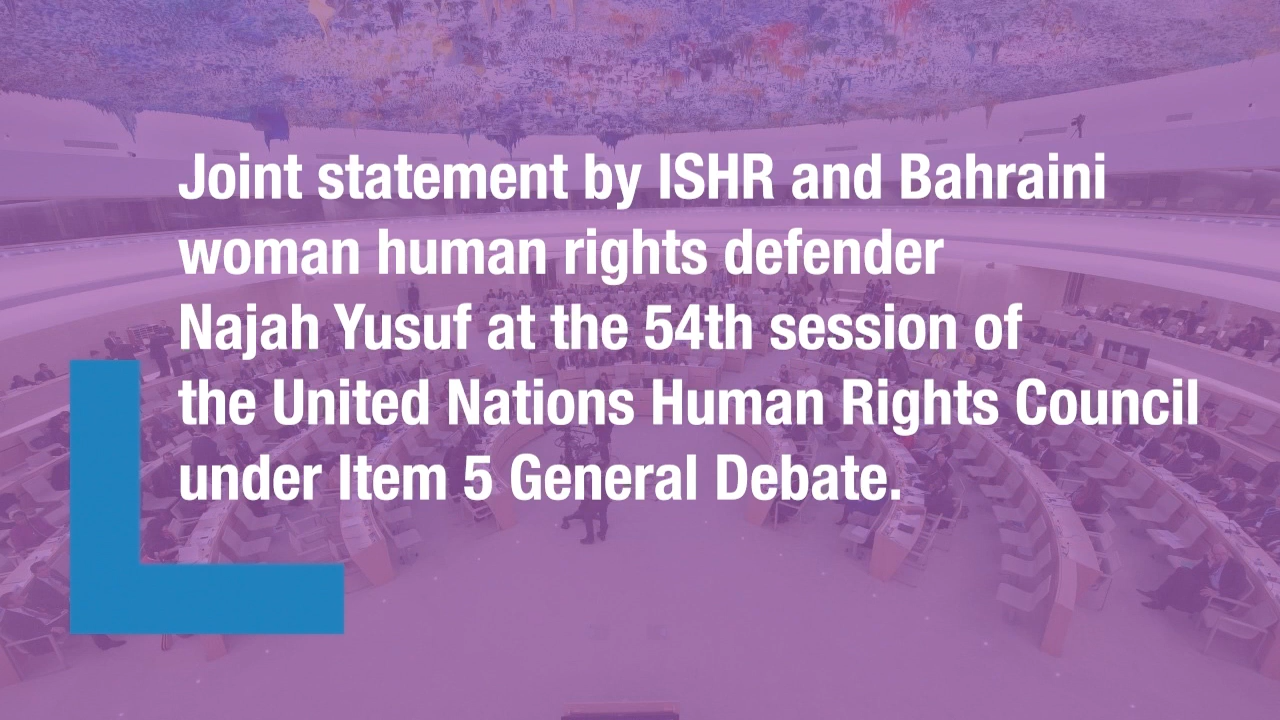 Joint statement by ISHR and Bahraini
woman human rights defender
Najah Yusuf at the 54th session of
the United Nations Human Rights Council
under Item 5 General Debate.